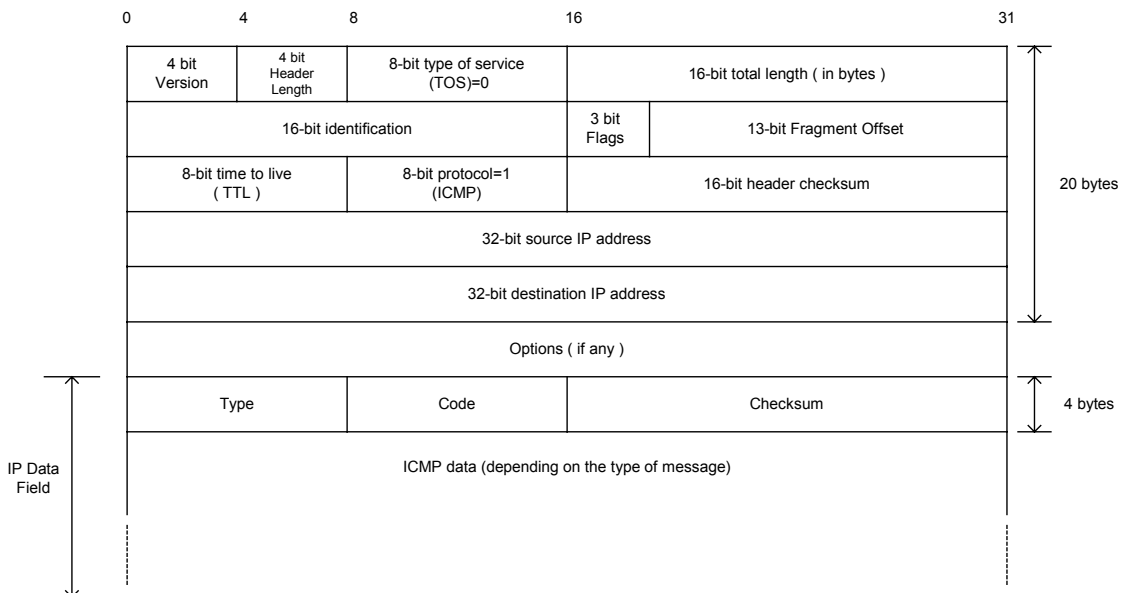 0 4 8 16 31
4 bit
Version
4 bit
Header
Length
8-bit type of service
(TOS)=0
16-bit total length ( in bytes )
16-bit identification
3 bit
Flags
13-bit Fragment Offset
8-bit time to live
( TTL )
8-bit protocol=1
(ICMP)
16-bit header checksum
20 bytes
32-bit source IP address
32-bit destination IP address
Options ( if any )
Type
Code
Checksum
4 bytes
IP Data
Field
ICMP data (depending on the type of message)